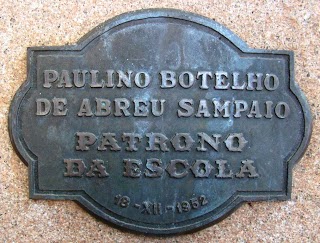 PAULINO BOTELHO
DE ABREU SAMPAIO
PATRONO
DA ESCOLA
18-XII-1952